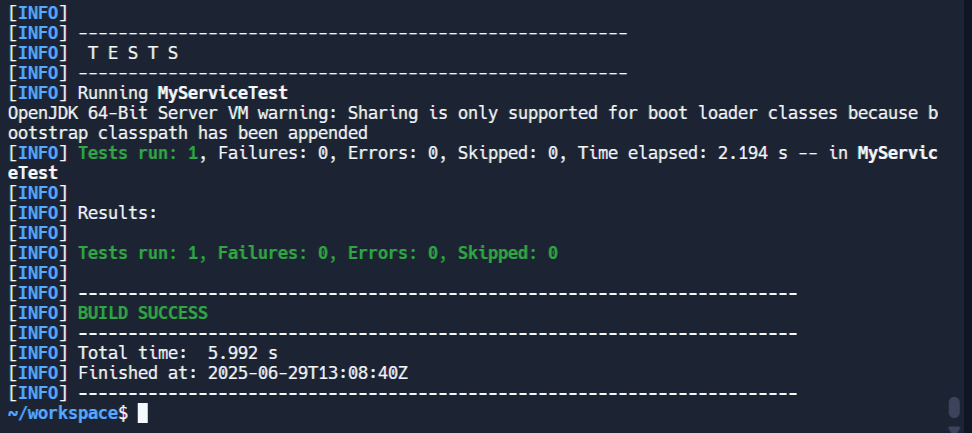 [INFO]
[INFO] -------------------------------------------------------
[INFO]  T E S T S
[INFO] -------------------------------------------------------
[INFO] Running MyServiceTest
OpenJDK 64-Bit Server VM warning: Sharing is only supported for boot loader classes because b
ootstrap classpath has been appended
[INFO] Tests run: 1, Failures: 0, Errors: 0, Skipped: 0, Time elapsed: 2.194 s -- in MyServic
eTest
[INFO]
[INFO] Results:
[INFO]
[INFO] Tests run: 1, Failures: 0, Errors: 0, Skipped: 0
[INFO]
[INFO] ------------------------------------------------------------------------
[INFO] BUILD SUCCESS
[INFO] ------------------------------------------------------------------------
[INFO] Total time:  5.992 s
[INFO] Finished at: 2025-06-29T13:08:40Z
[INFO] ------------------------------------------------------------------------
~/workspace$